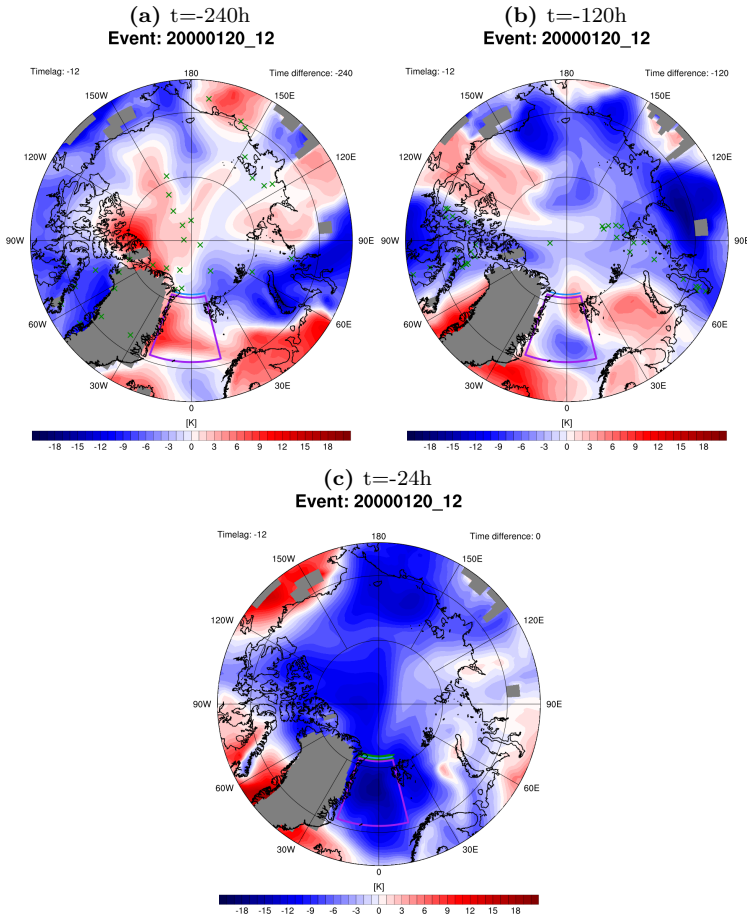 (a) t=-240h
Event: 20000120_12
Timelag: -12
180
Time difference: -240
150W
150E
120W
120E
90W
90E
60W
60E
30W
30E
0
[K]
-18 -15 -12 -9 -6 -3 0 3 6 9 12 15 18
(b) t=-120h
Event: 20000120_12
Timelag: -12
180
Time difference: -120
150W
150E
120W
120E
90W
90E
60W
60E
30W
30E
0
[K]
-18 -15 -12 -9 -6 -3 0 3 6 9 12 15 18
(c) t=-24h
Event: 20000120_12
Timelag: -12
180
Time difference: 0
150W
150E
120W
120E
90W
90E
60W
60E
30W
30E
0
[K]
-18 -15 -12 -9 -6 -3 0 3 6 9 12 15 18